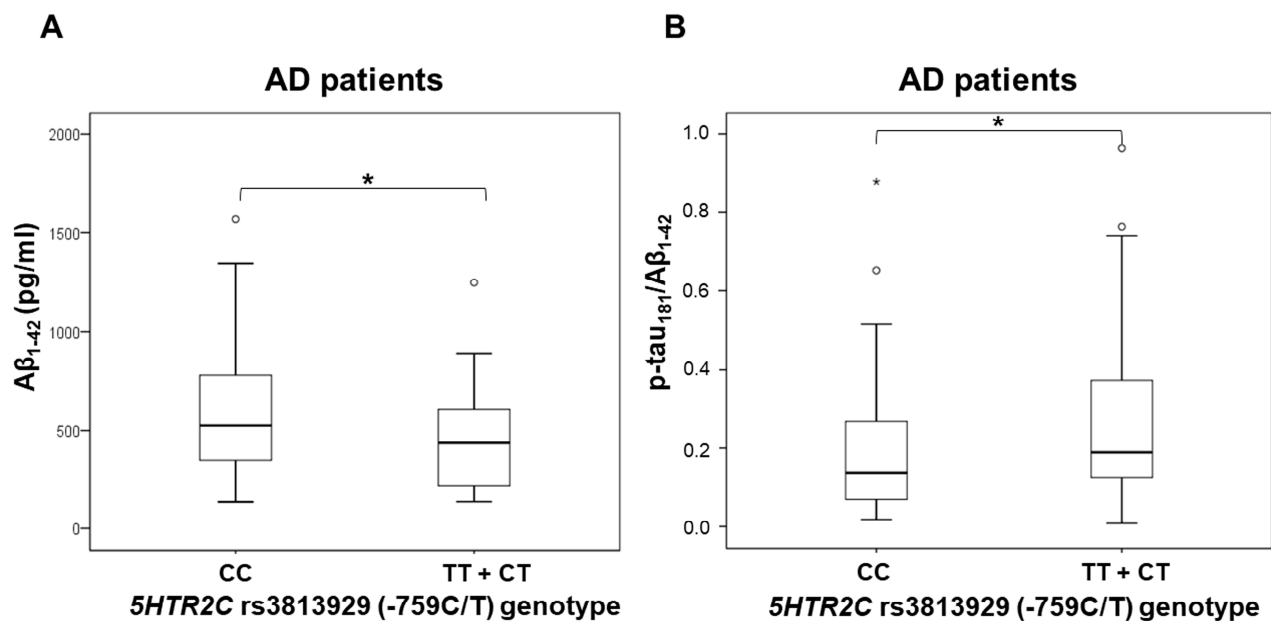 A
AD patients
*
2000
1500
1000
500
0
Aβ1-42 (pg/ml)
CC
TT + CT
5HTR2C rs3813929 (-759C/T) genotype
B
AD patients
*
1.0
0.8
0.6
0.4
0.2
0.0
*
p-tau181/Aβ1-42
CC
TT + CT
5HTR2C rs3813929 (-759C/T) genotype